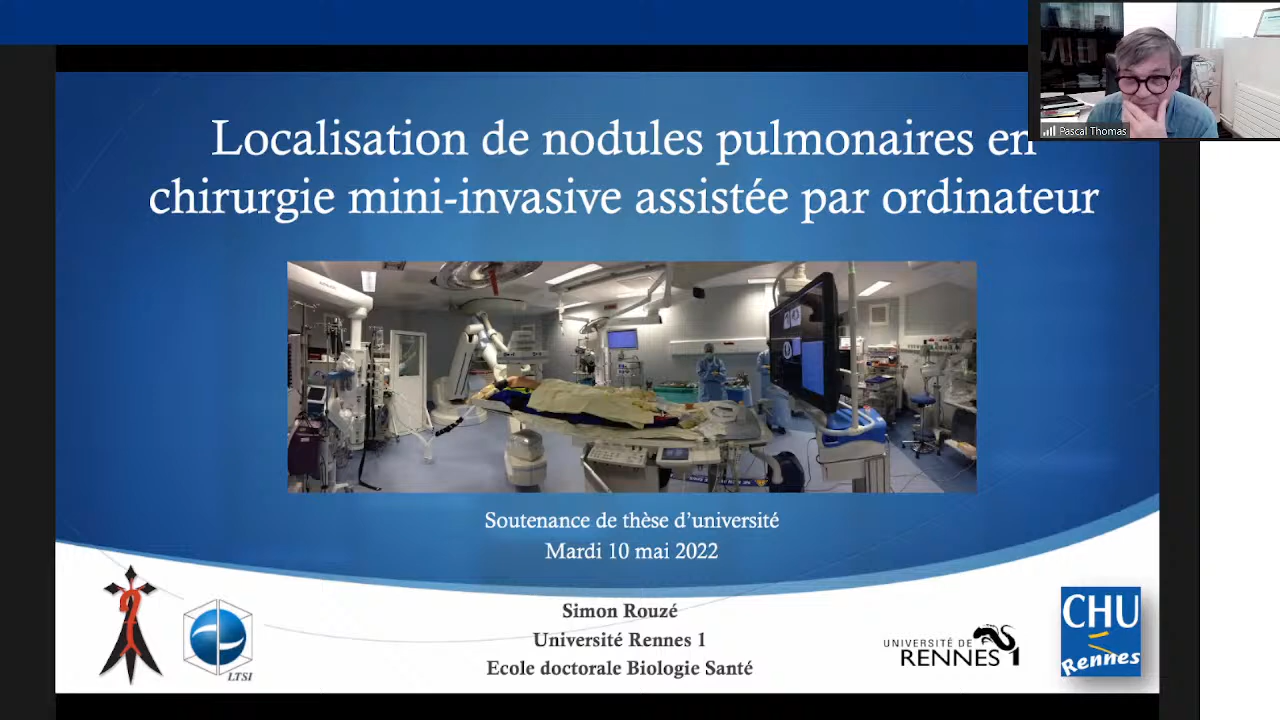 Localisation de nodules pulmonaires en
chirurgie mini-invasive assistée par ordinateur
Pascal Thomas
Soutenance de thèse d'université
Mardi 10 mai 2022
Simon Rouzé
Université Rennes 1
Ecole doctorale Biologie Santé
LTSI
UNIVERSITÉ DE
RENNES 1
CHU
Rennes